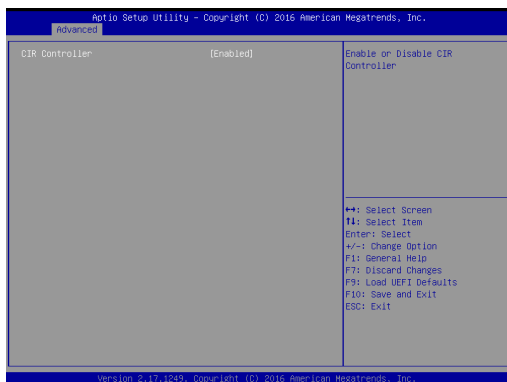 Aptio Setup Utility – Copyright (C) 2016 American Megatrends, Inc.
Advanced
CIR Controller [Enabled]
Enable or Disable CIR
Controller
↔: Select Screen
↑↓: Select Item
Enter: Select
+/-: Change Option
F1: General Help
F7: Discard Changes
F9: Load UEFI Defaults
F10: Save and Exit
ESC: Exit
Version 2.17.1249. Copyright (C) 2016 American Megatrends, Inc.